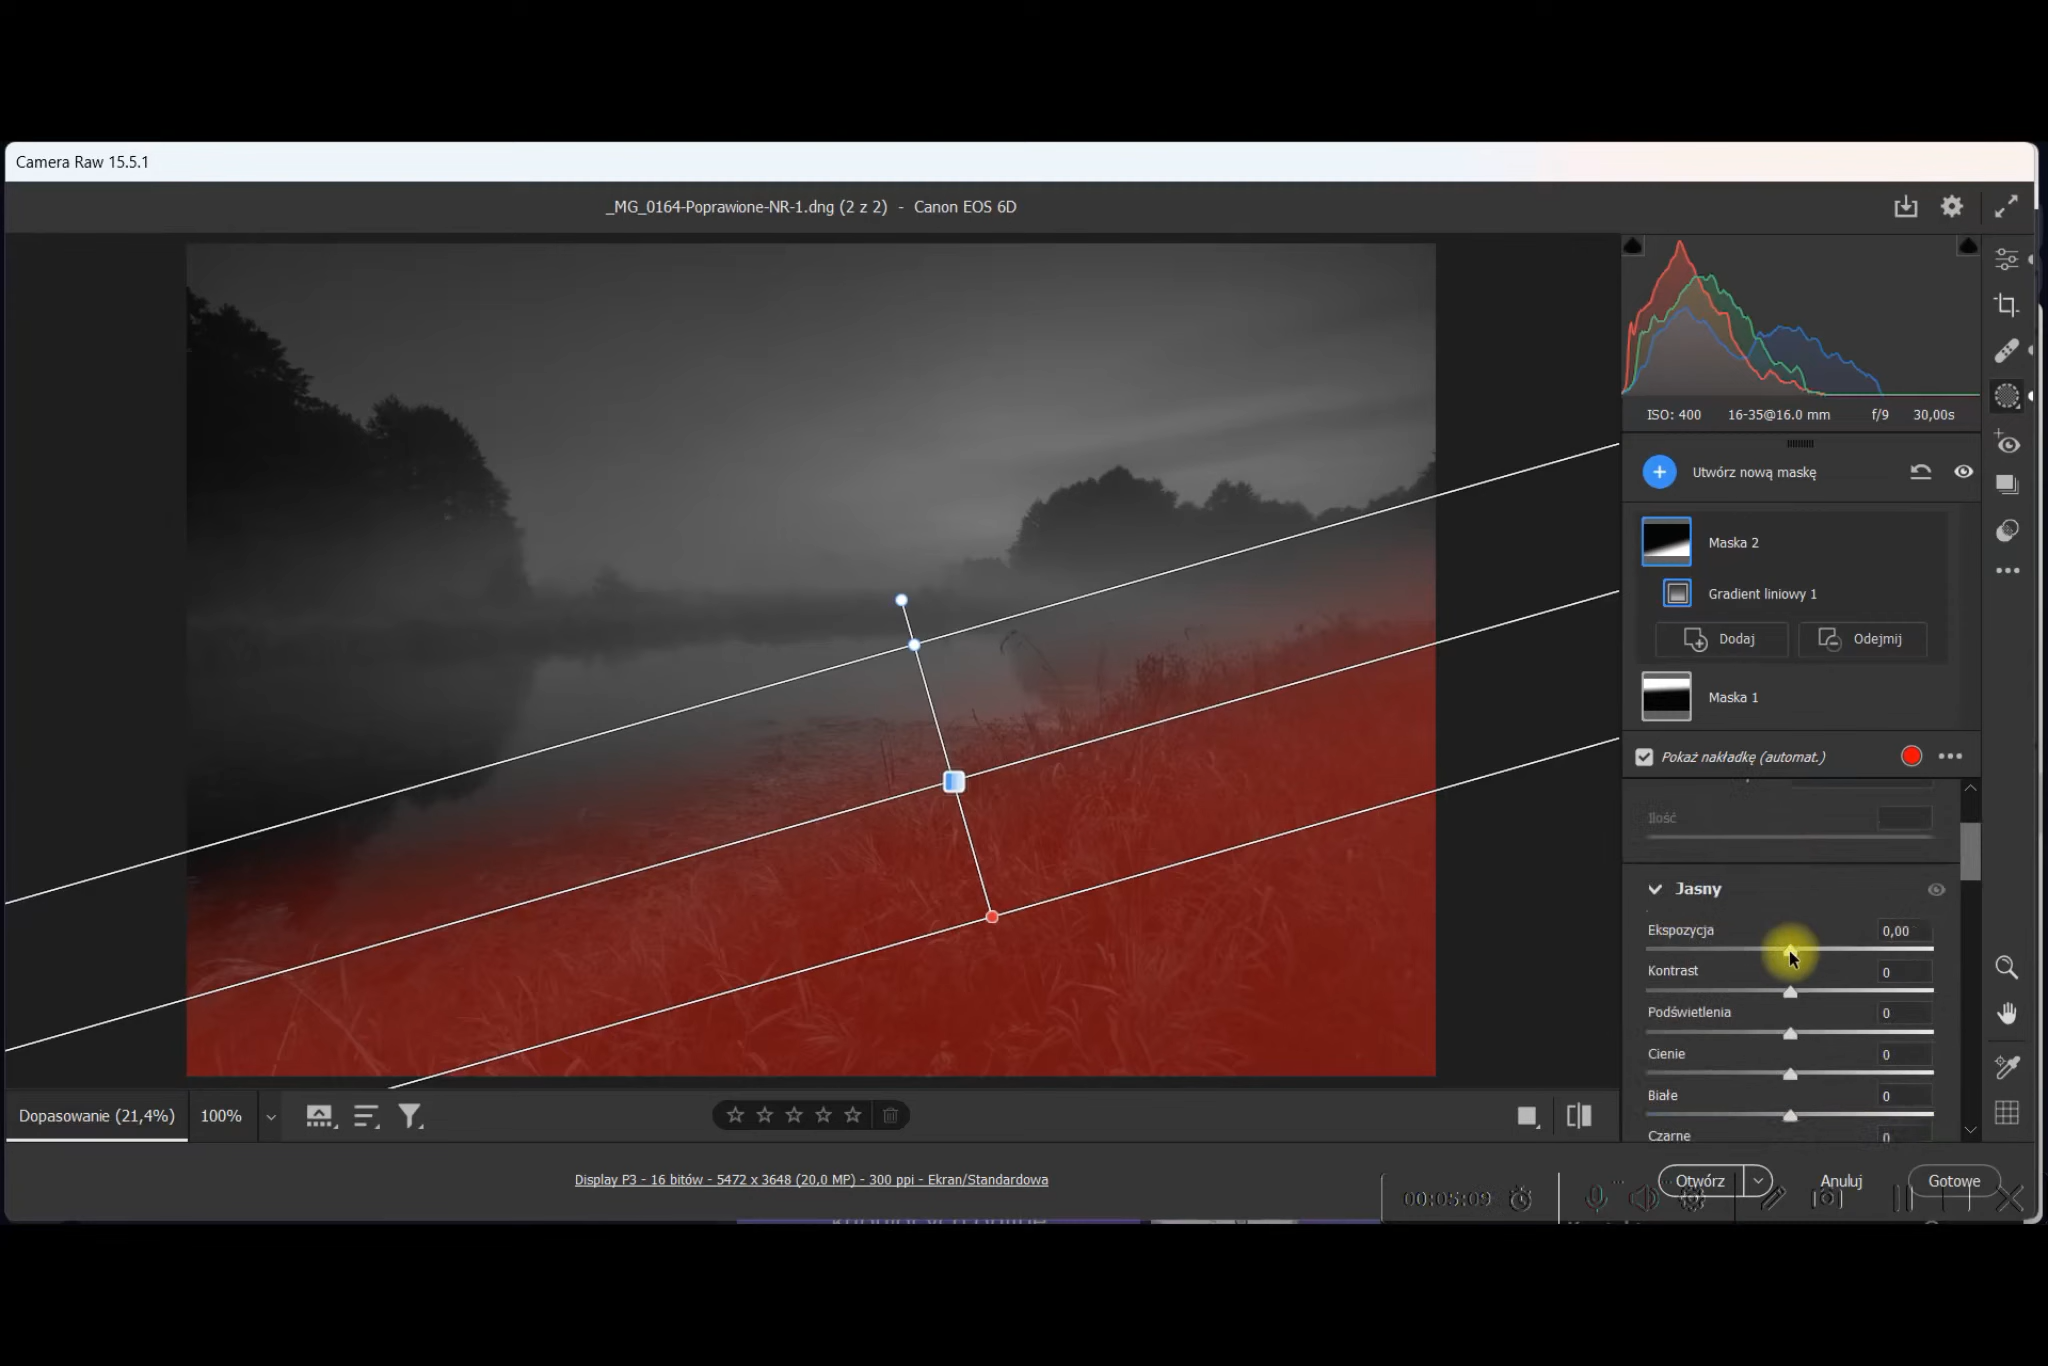 Camera Raw 15.5.1
_MG_0164-Poprawione-NR-1.dng (2 z 2) - Canon EOS 6D
ISO: 400 16-35@16.0 mm f/9 30,00s
Utwórz nową maskę
Maska 2
Gradient liniowy 1
Dodaj Odejmij
Maska 1
Pokaż nakładkę (automat.)
Ilość
Jasny
Ekspozycja 0,00
Kontrast 0
Podświetlenia 0
Cienie 0
Białe 0
Czarne 0
Dopasowanie (21,4%) 100%
Display P3 - 16 bitów - 5472 x 3648 (20,0 MP) - 300 ppi - Ekran/Standardowa
Otwórz Anuluj Gotowe
00:05:09